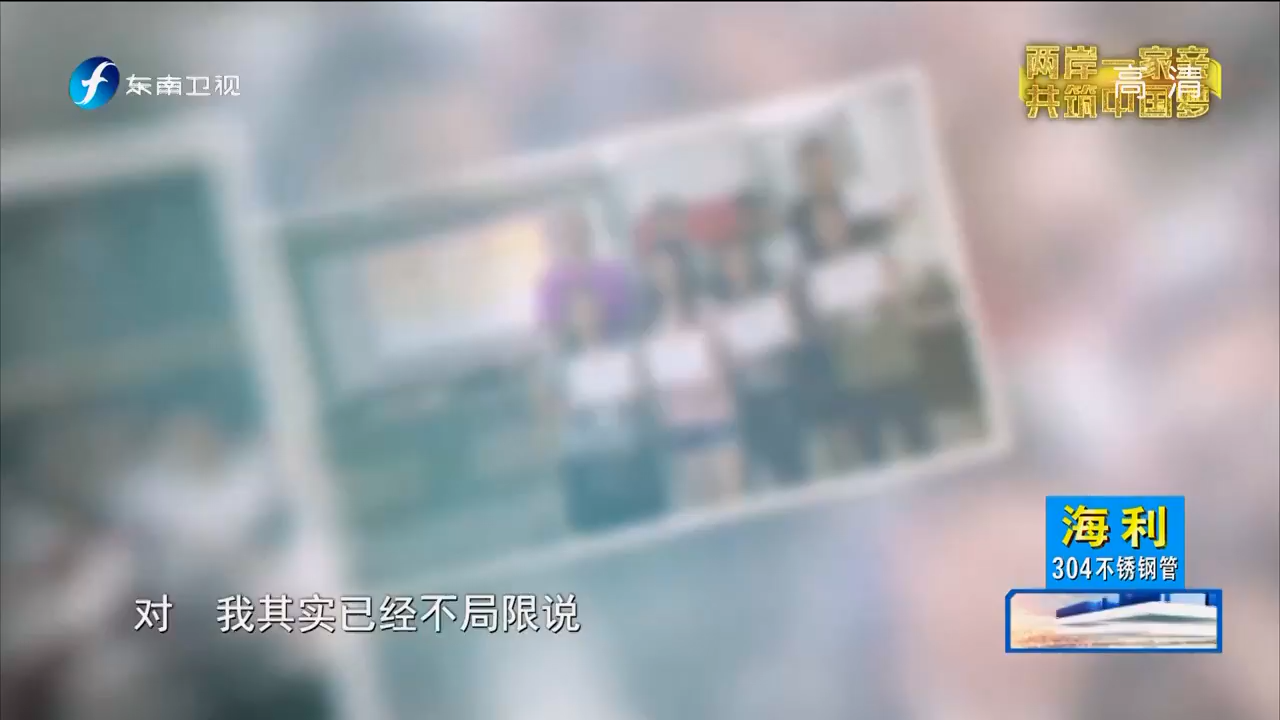 东南卫视
两岸一家亲
高清
共筑中国梦
海利
304不锈钢管
对 我其实已经不局限说